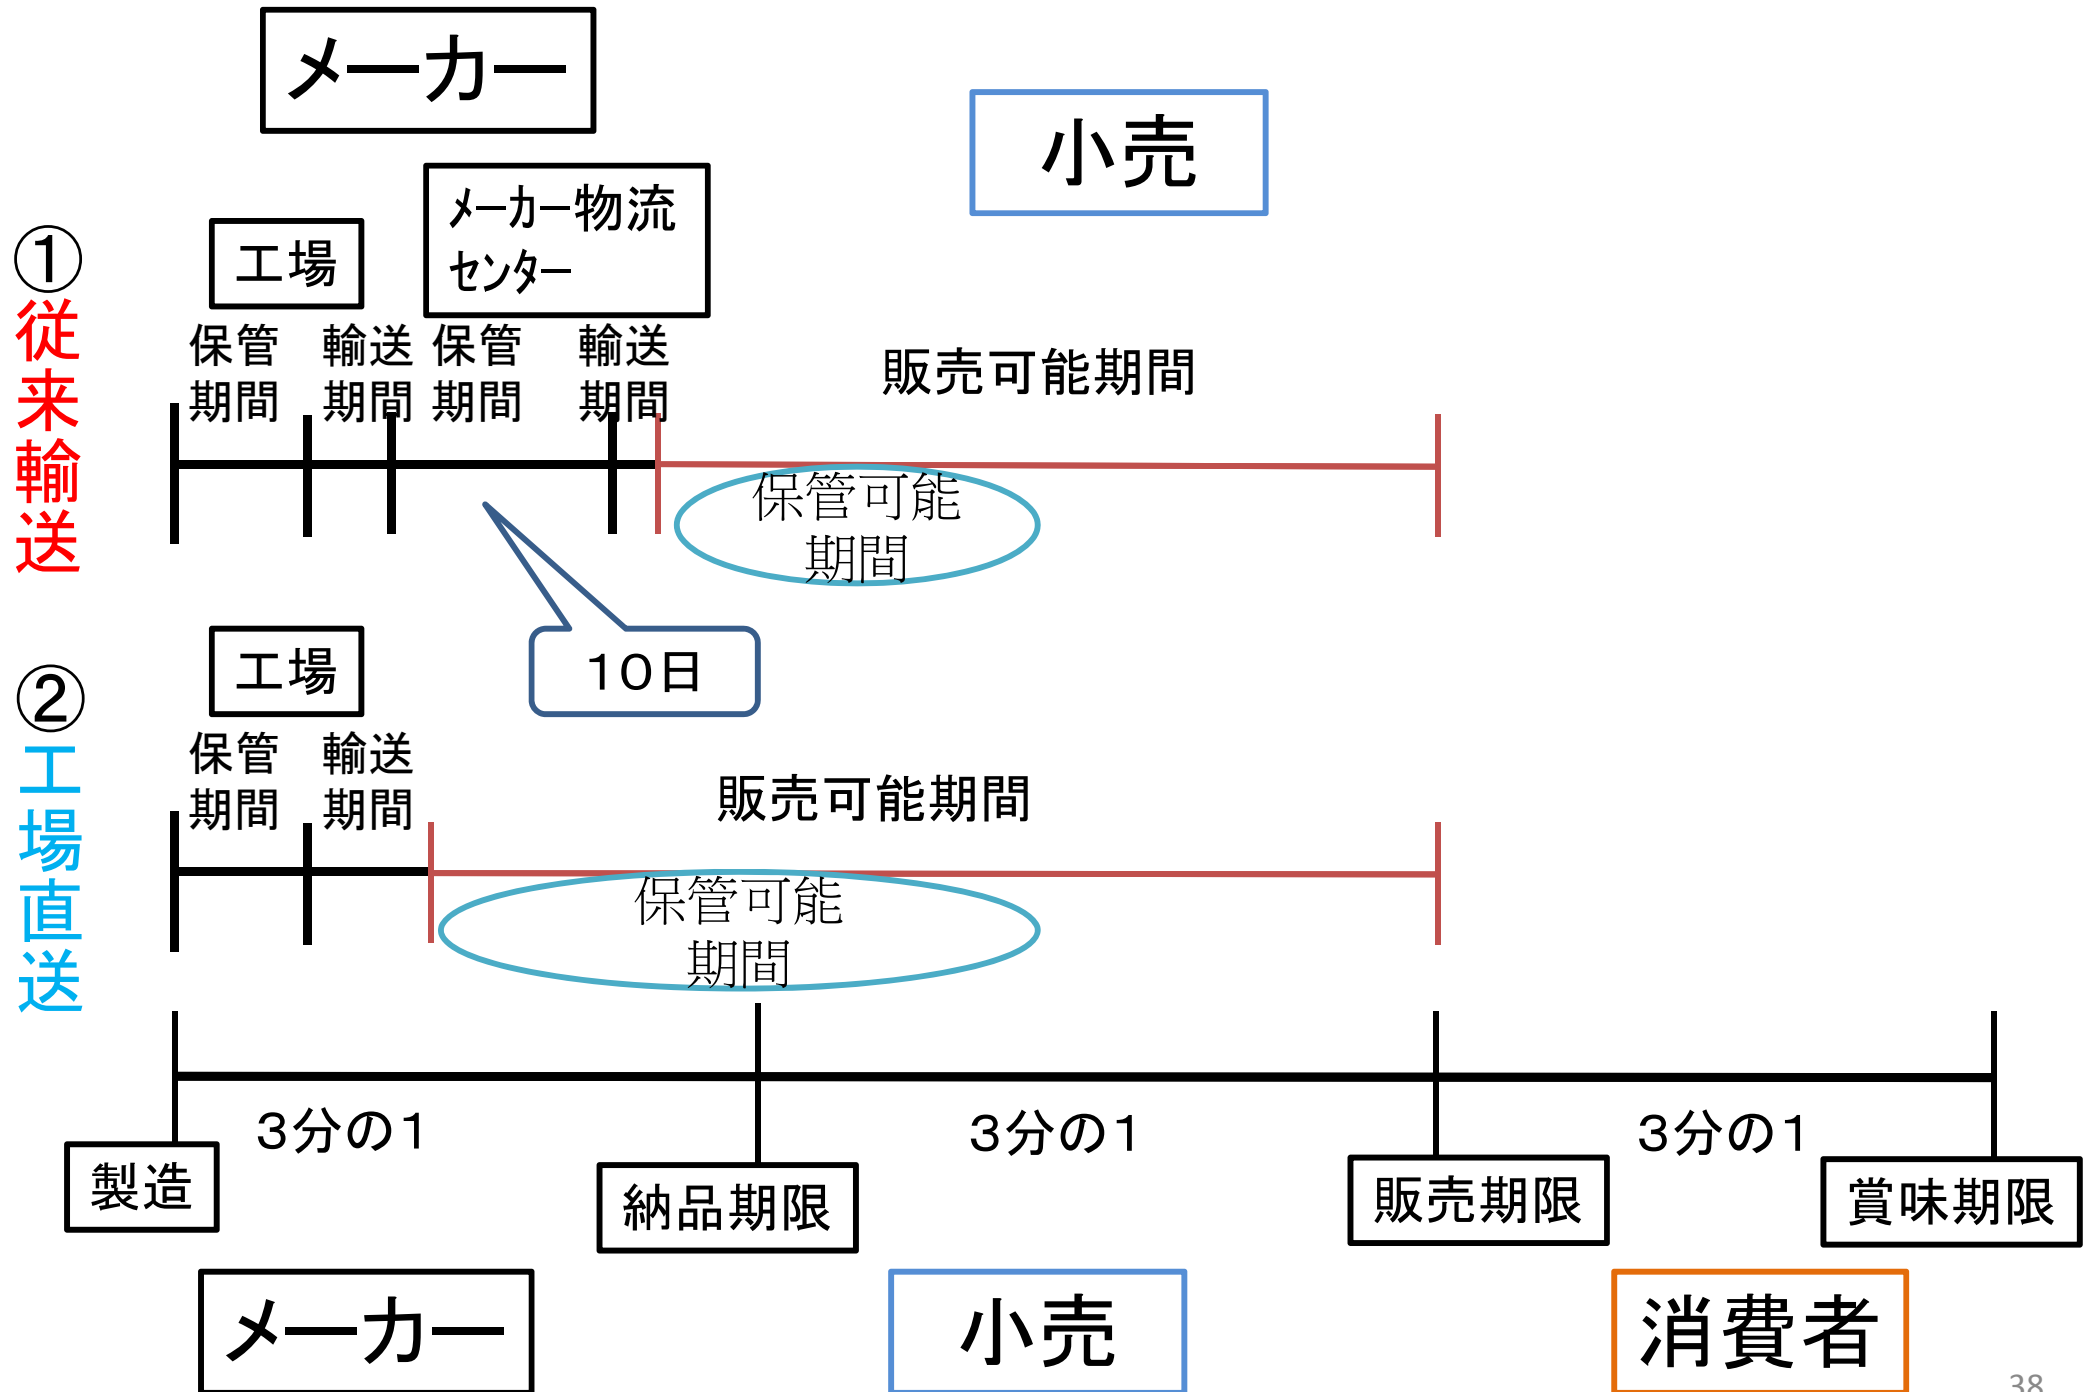 メーカー
小売
①従来輸送
工場
メーカー物流
センター
保管
期間
輸送
期間
保管
期間
輸送
期間
販売可能期間
保管可能
期間
10日
②工場直送
工場
保管
期間
輸送
期間
販売可能期間
保管可能
期間
3分の1
3分の1
3分の1
製造
納品期限
販売期限
賞味期限
メーカー
小売
消費者
38